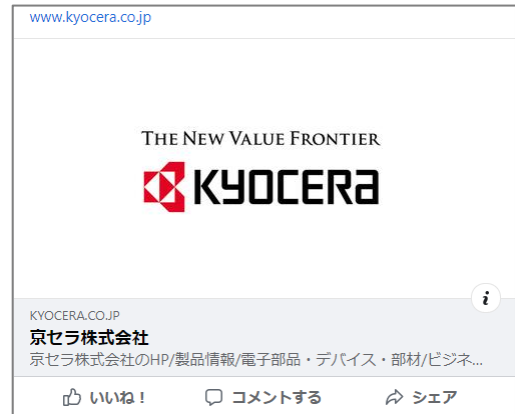 www.kyocera.co.jp
THE NEW VALUE FRONTIER
KYOCERA
KYOCERA.CO.JP
京セラ株式会社
京セラ株式会社のHP/製品情報/電子部品・デバイス・部材/ビジネ...
いいね！ コメントする シェア